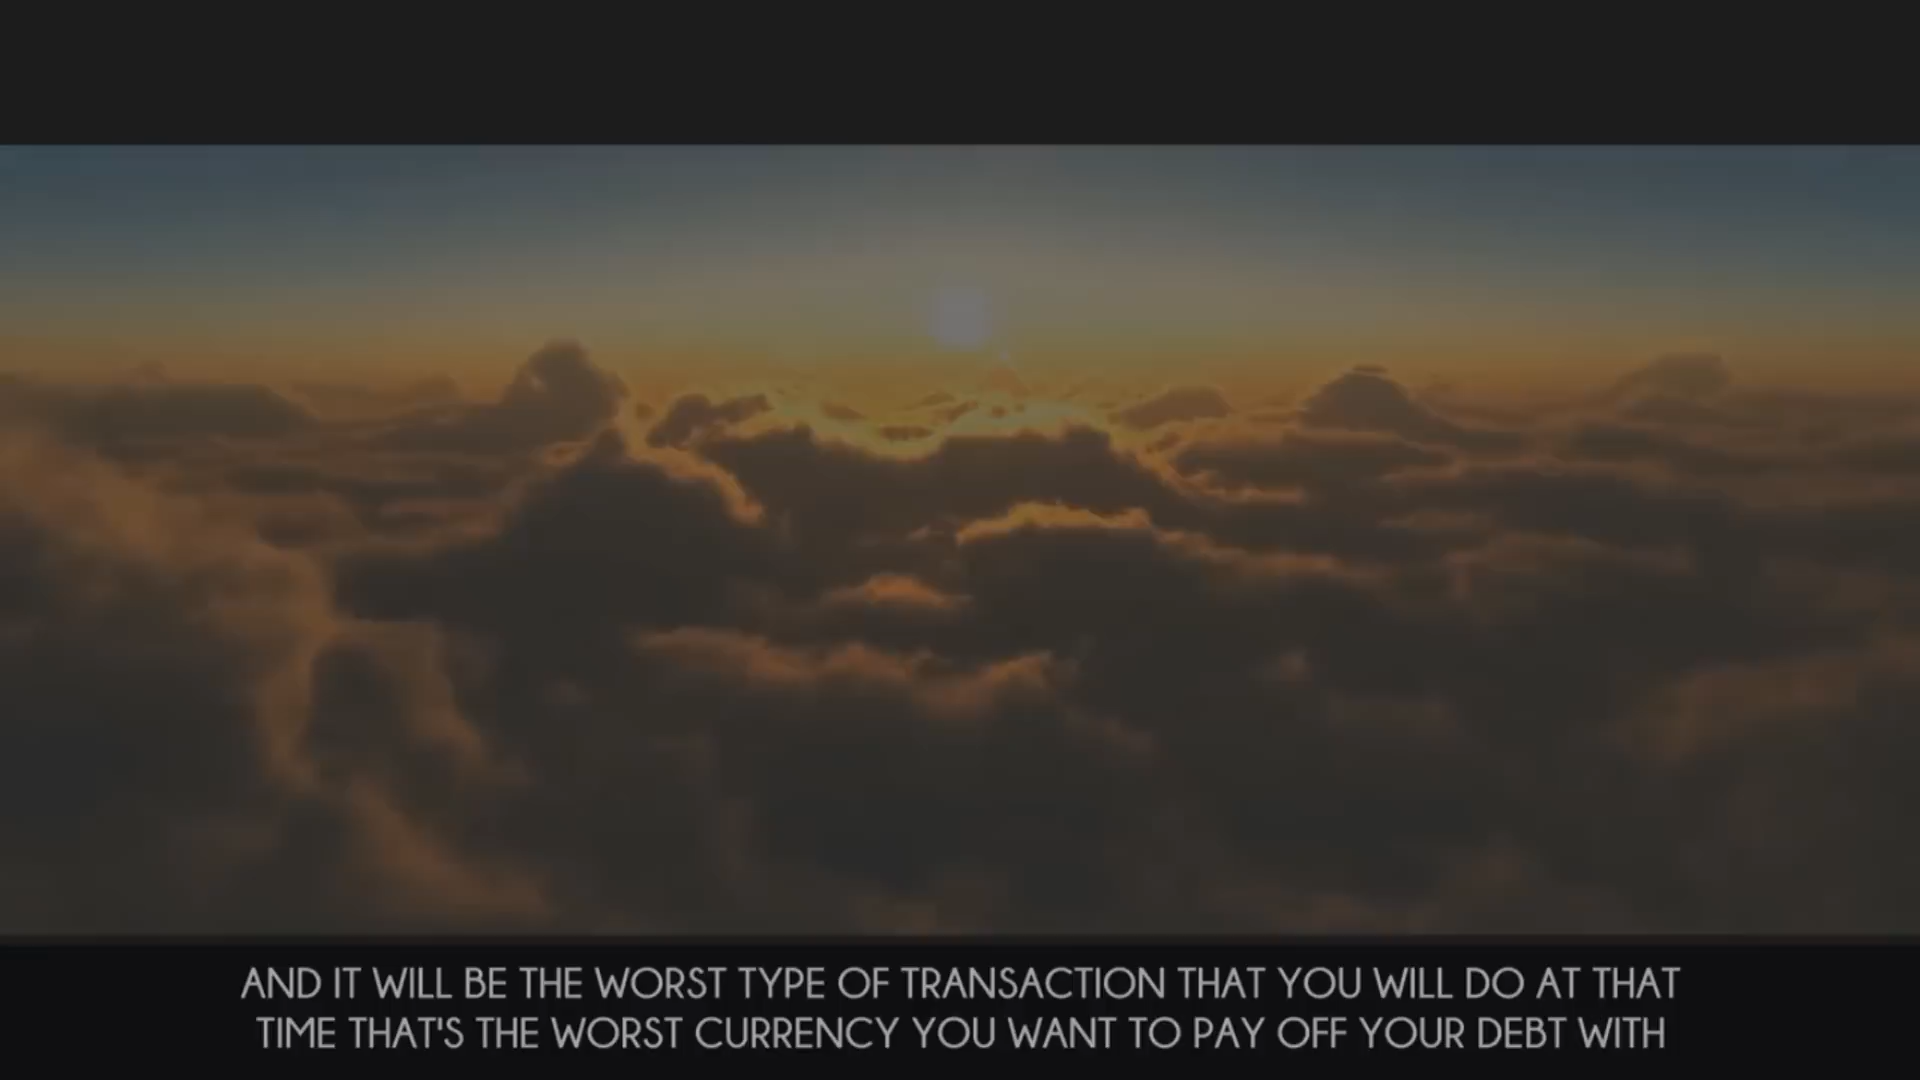 AND IT WILL BE THE WORST TYPE OF TRANSACTION THAT YOU WILL DO AT THAT
TIME THAT'S THE WORST CURRENCY YOU WANT TO PAY OFF YOUR DEBT WITH